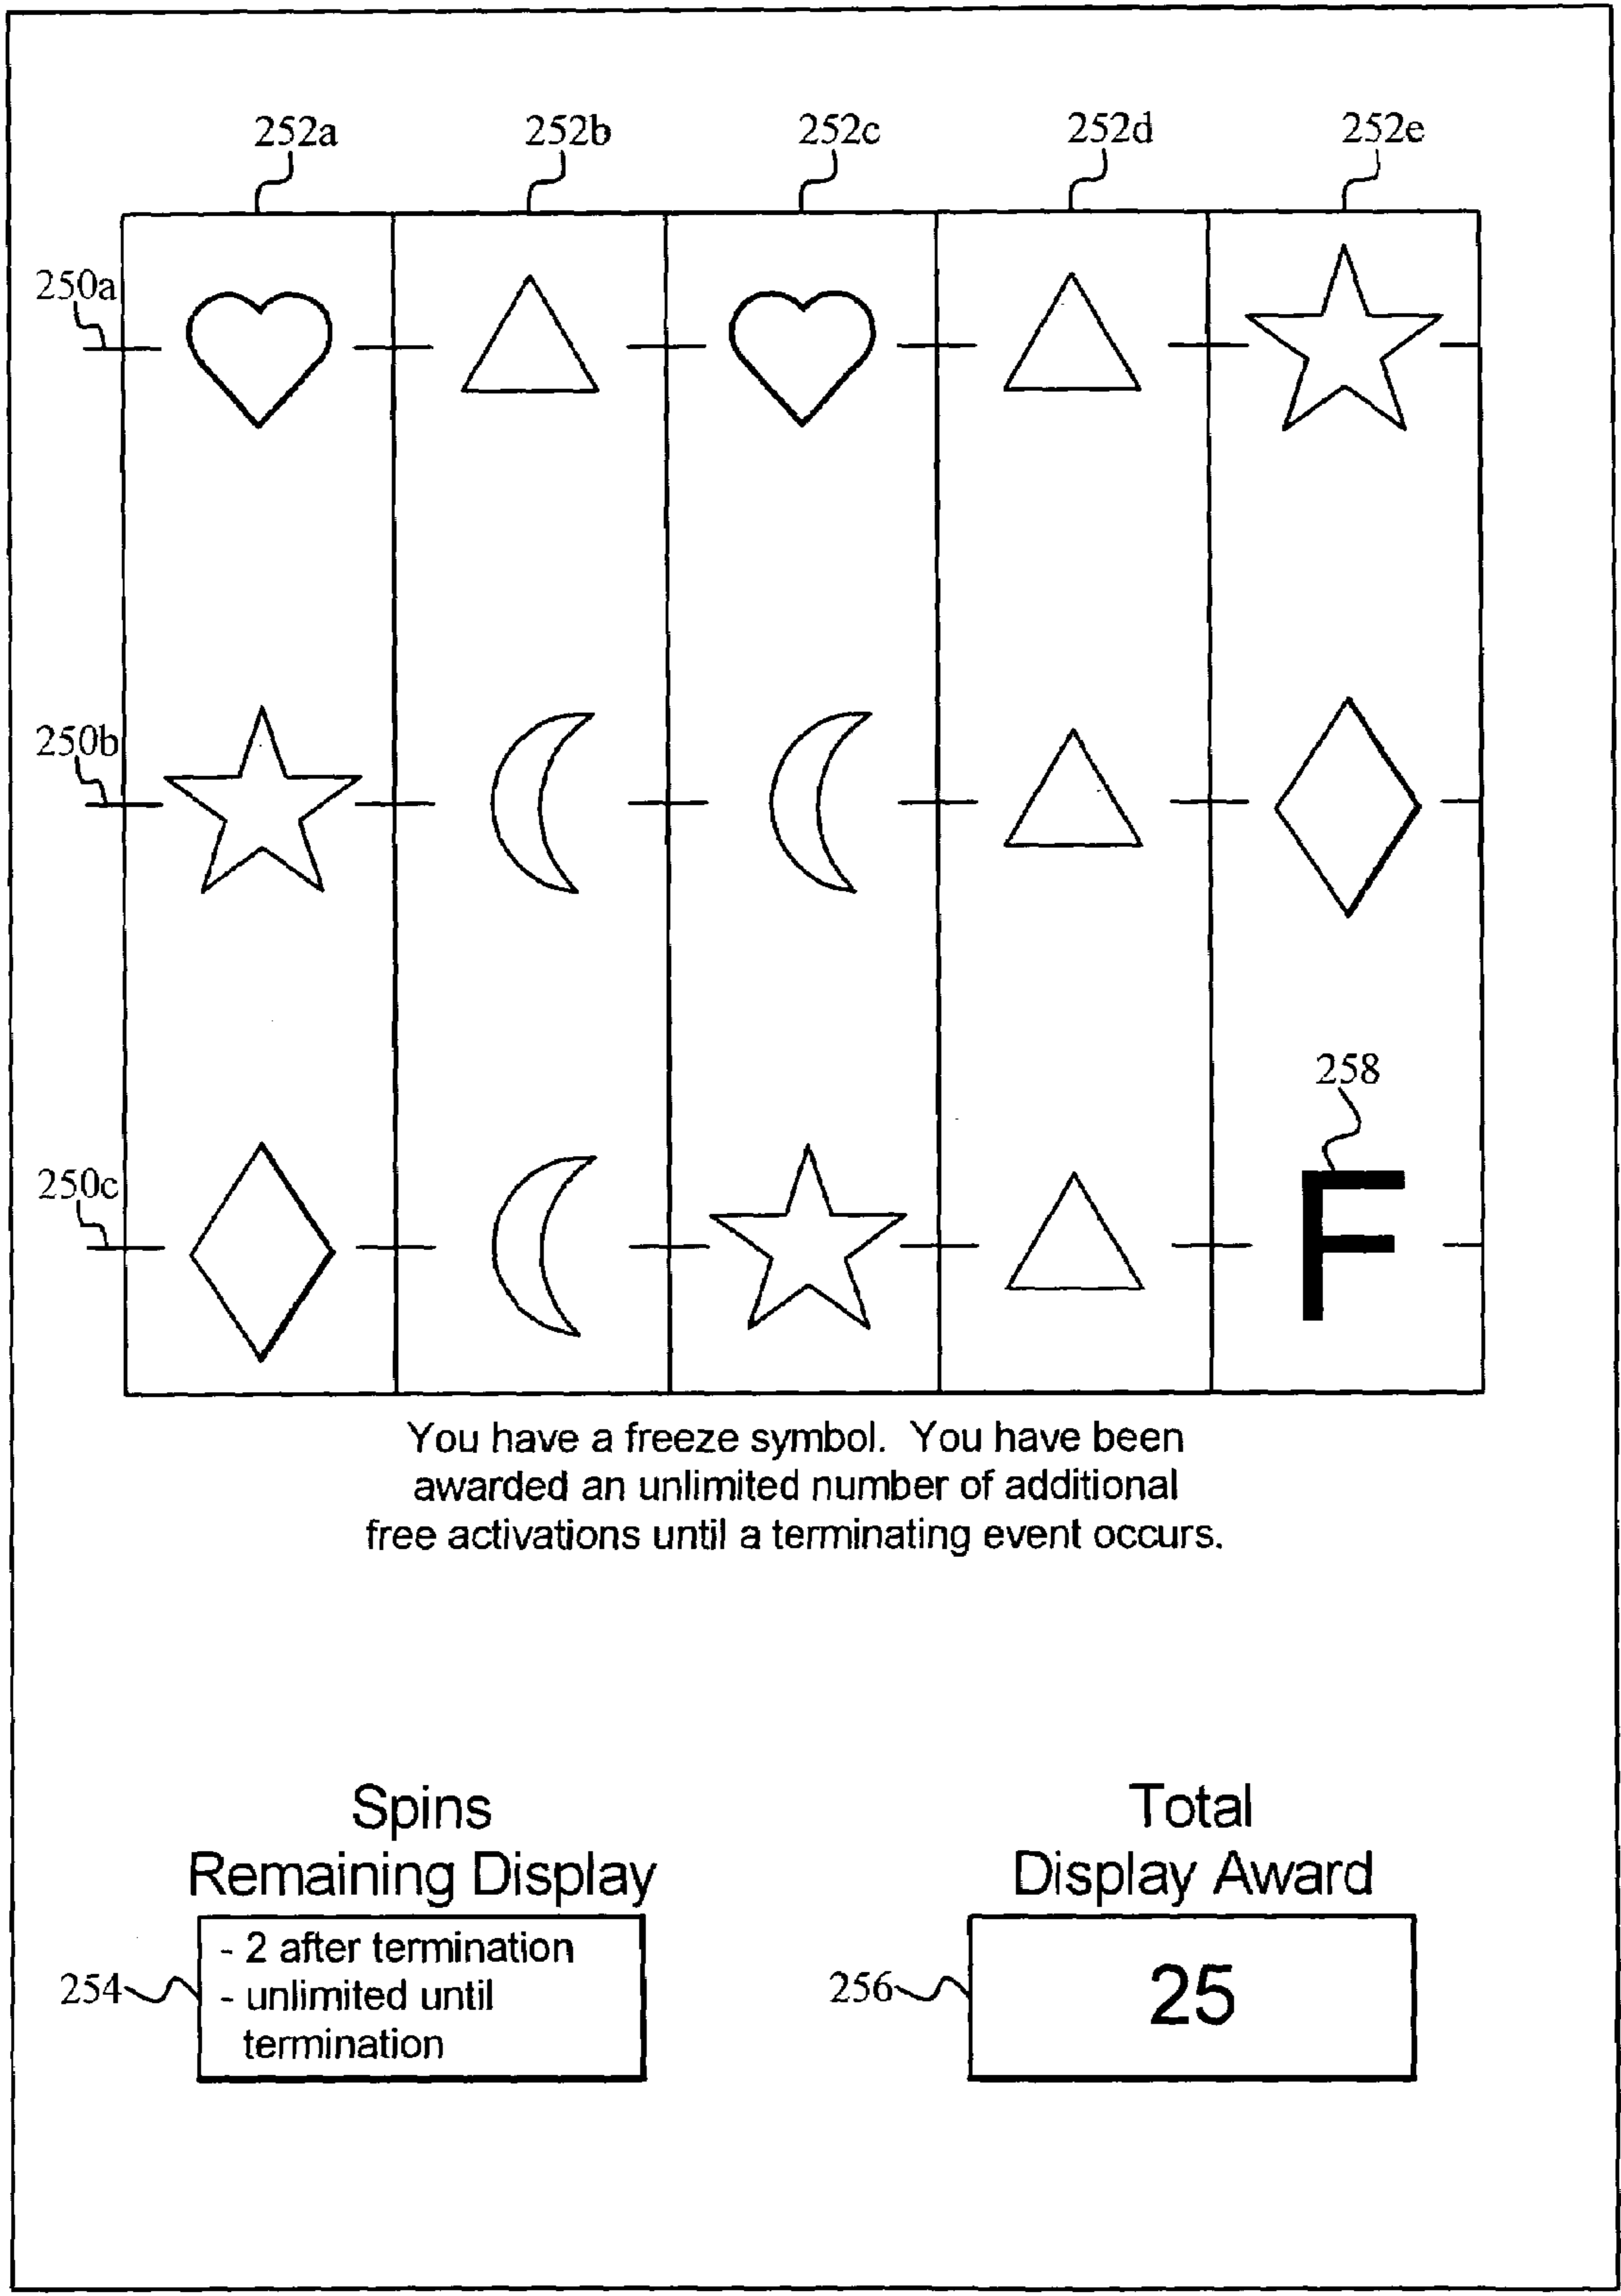 252a 252b 252c 252d 252e
250a
250b
258
250c
F
You have a freeze symbol. You have been
awarded an unlimited number of additional
free activations until a terminating event occurs.
Spins
Remaining Display
254
- 2 after termination
- unlimited until
termination
Total
Display Award
256
25